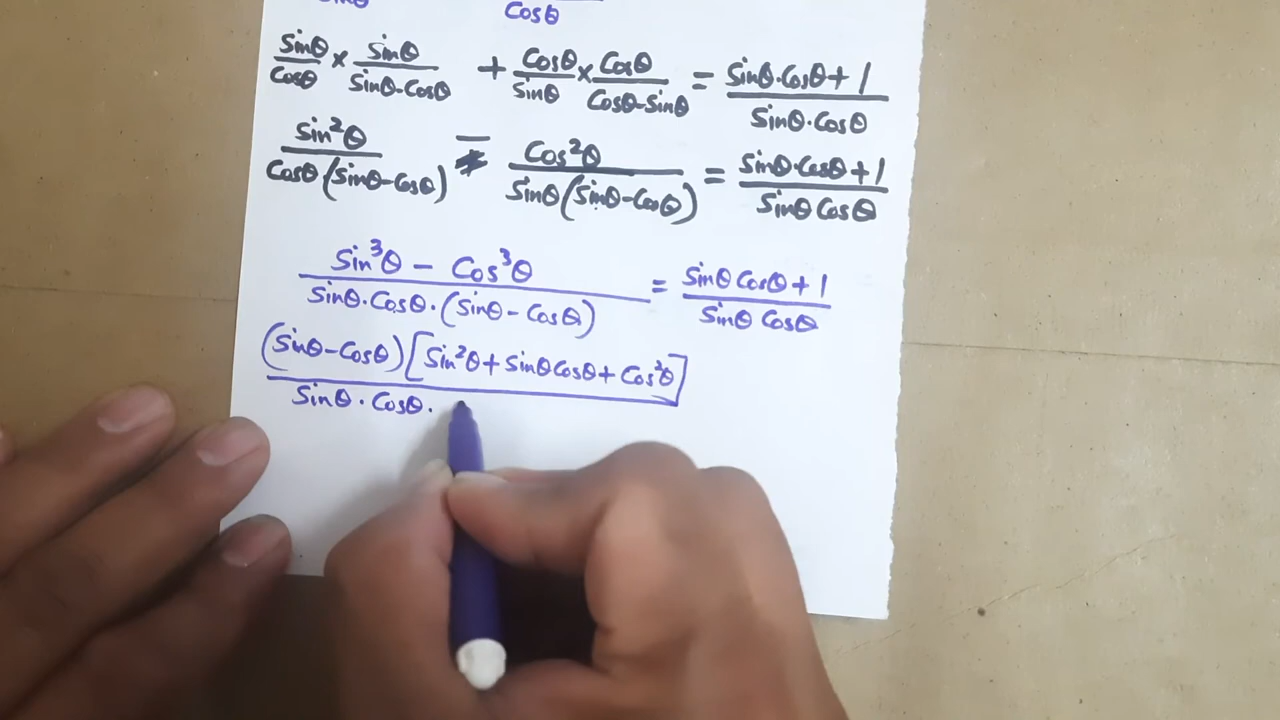 sinθ cosθ
sinθ/cosθ × sinθ/(sinθ-cosθ) + cosθ/sinθ × cosθ/(cosθ-sinθ) = (sinθ·cosθ+1)/(sinθ·cosθ)
sin²θ/(cosθ(sinθ-cosθ)) - cos²θ/(sinθ(sinθ-cosθ)) = (sinθ·cosθ+1)/(sinθ cosθ)
(sin³θ - cos³θ)/(sinθ·cosθ·(sinθ-cosθ)) = (sinθ cosθ+1)/(sinθ cosθ)
(sinθ-cosθ)[sin²θ+sinθcosθ+cos²θ]/(sinθ·cosθ·